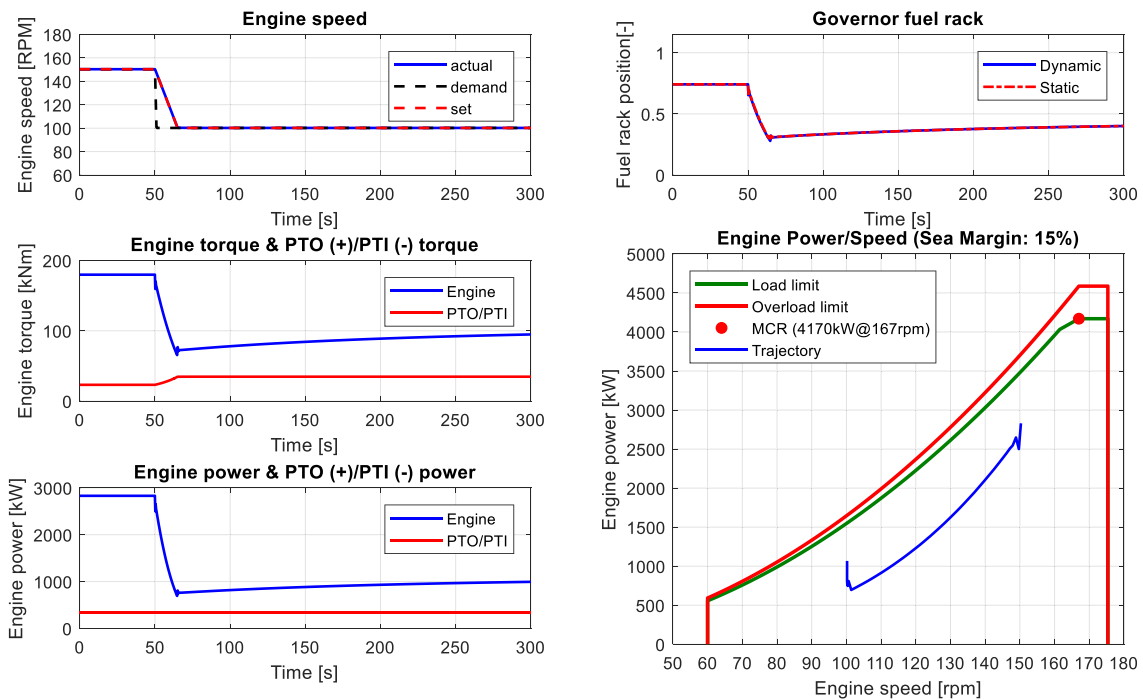 Engine speed
Engine speed [RPM]
180
160
140
120
100
80
60
0
50
100
150
200
250
300
Time [s]
actual
demand
set
Governor fuel rack
Fuel rack position[-]
1
0.5
0
0
50
100
150
200
250
300
Time [s]
Dynamic
Static
Engine torque & PTO (+)/PTI (-) torque
Engine torque [kNm]
200
100
0
0
50
100
150
200
250
300
Time [s]
Engine
PTO/PTI
Engine Power/Speed (Sea Margin: 15%)
Engine power [kW]
5000
4500
4000
3500
3000
2500
2000
1500
1000
500
0
50
60
70
80
90
100
110
120
130
140
150
160
170
180
Engine speed [rpm]
Load limit
Overload limit
MCR (4170kW@167rpm)
Trajectory
Engine power & PTO (+)/PTI (-) power
Engine power [kW]
3000
2000
1000
0
0
50
100
150
200
250
300
Time [s]
Engine
PTO/PTI